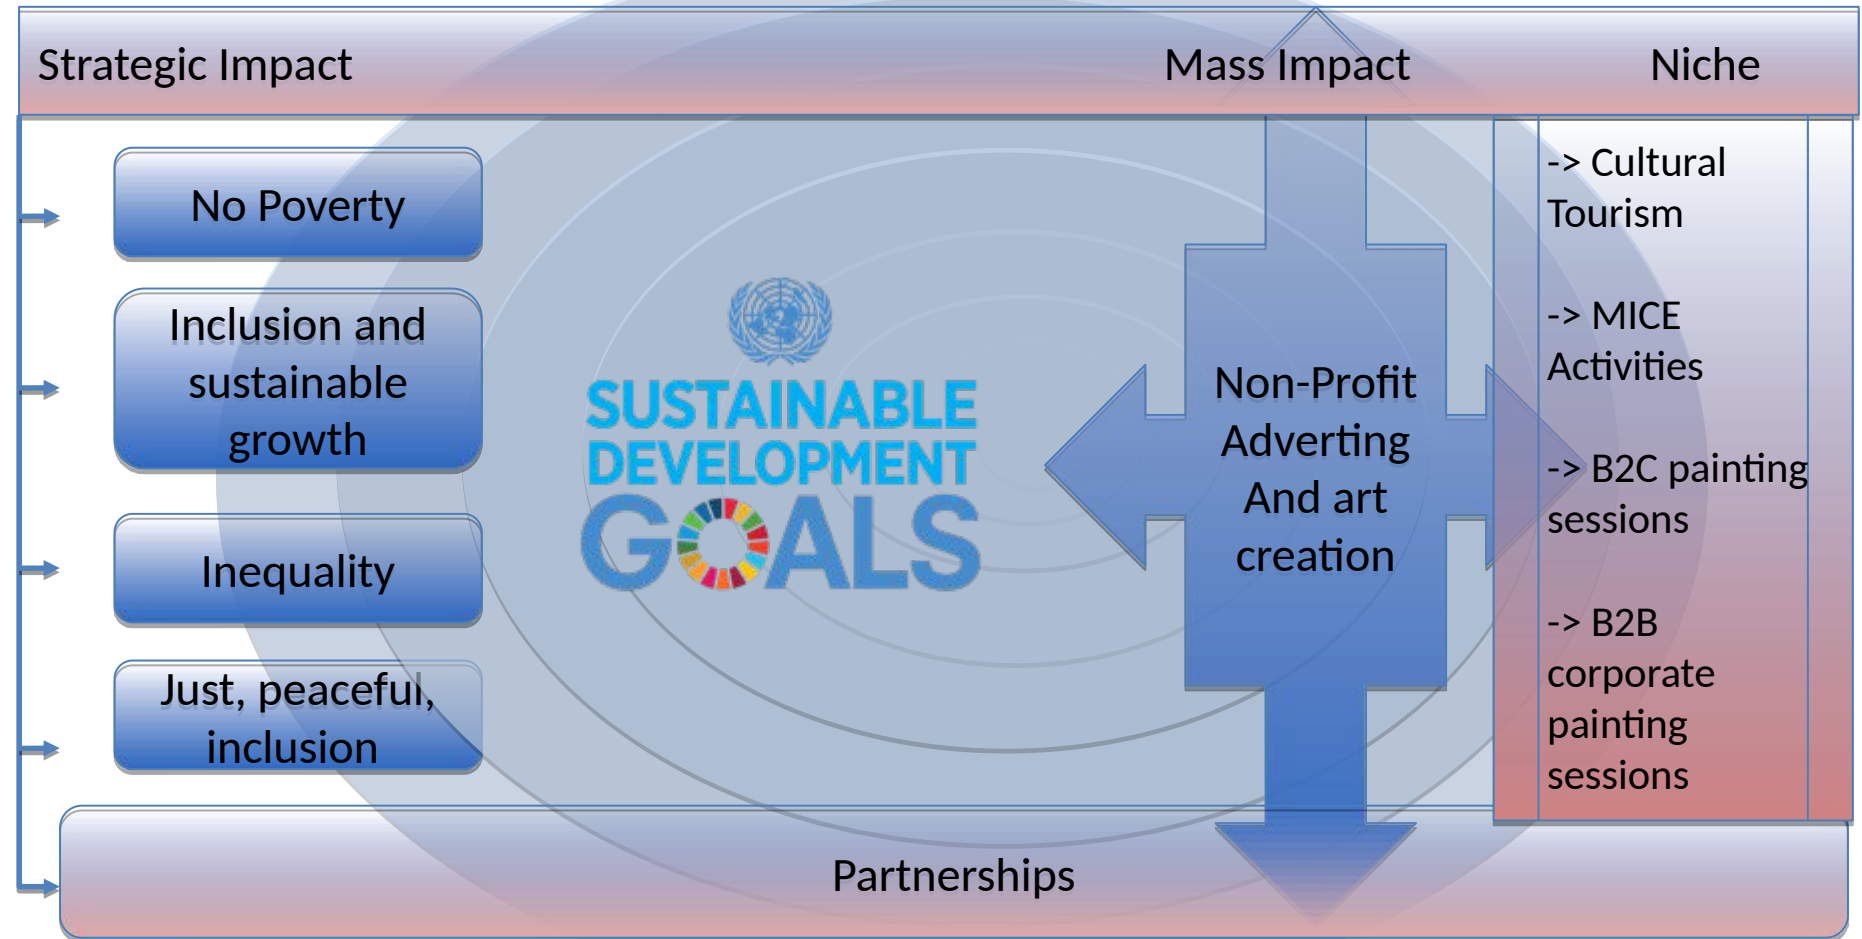 Strategic Impact
Mass Impact
Niche
No Poverty
Inclusion and
sustainable
growth
Inequality
Just, peaceful,
inclusion
SUSTAINABLE
DEVELOPMENT
GOALS
Non-Profit
Adverting
And art
creation
-> Cultural
Tourism
-> MICE
Activities
-> B2C painting
sessions
-> B2B
corporate
painting
sessions
Partnerships